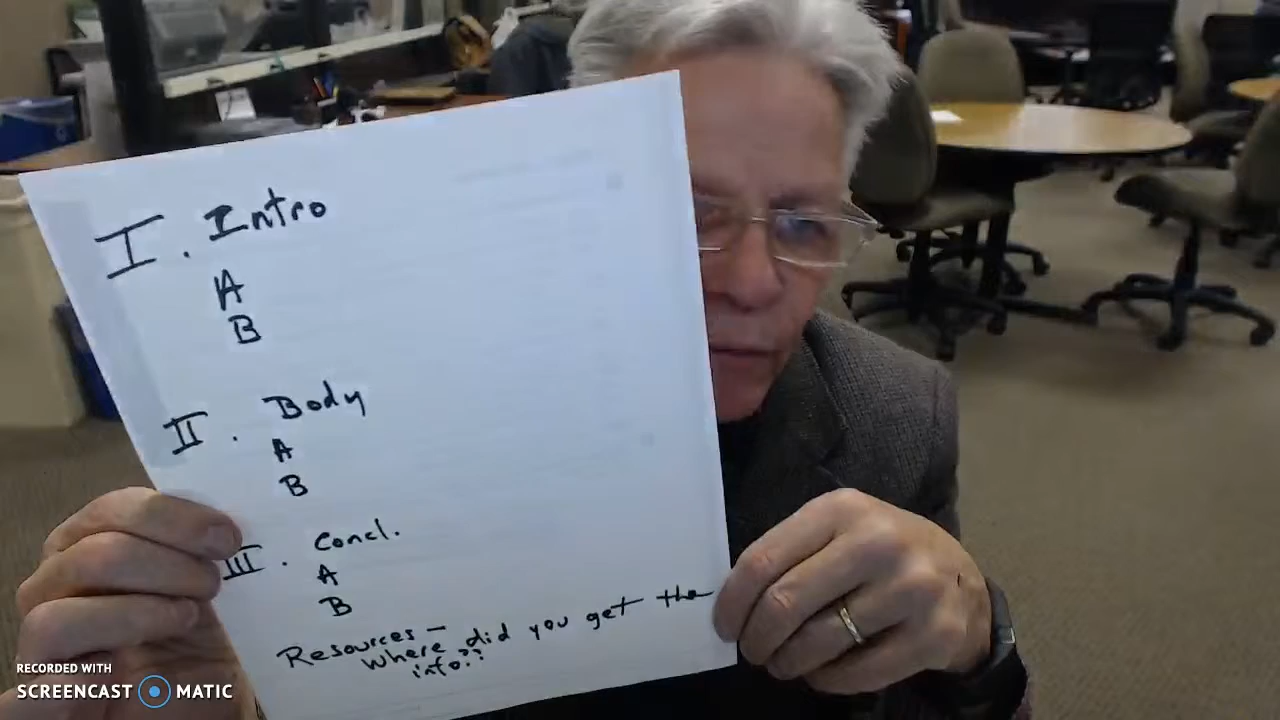 I. Intro
A
B
II. Body
A
B
III. Concl.
A
B
Resources -
Where did you get the
info??
RECORDED WITH
SCREENCAST MATIC